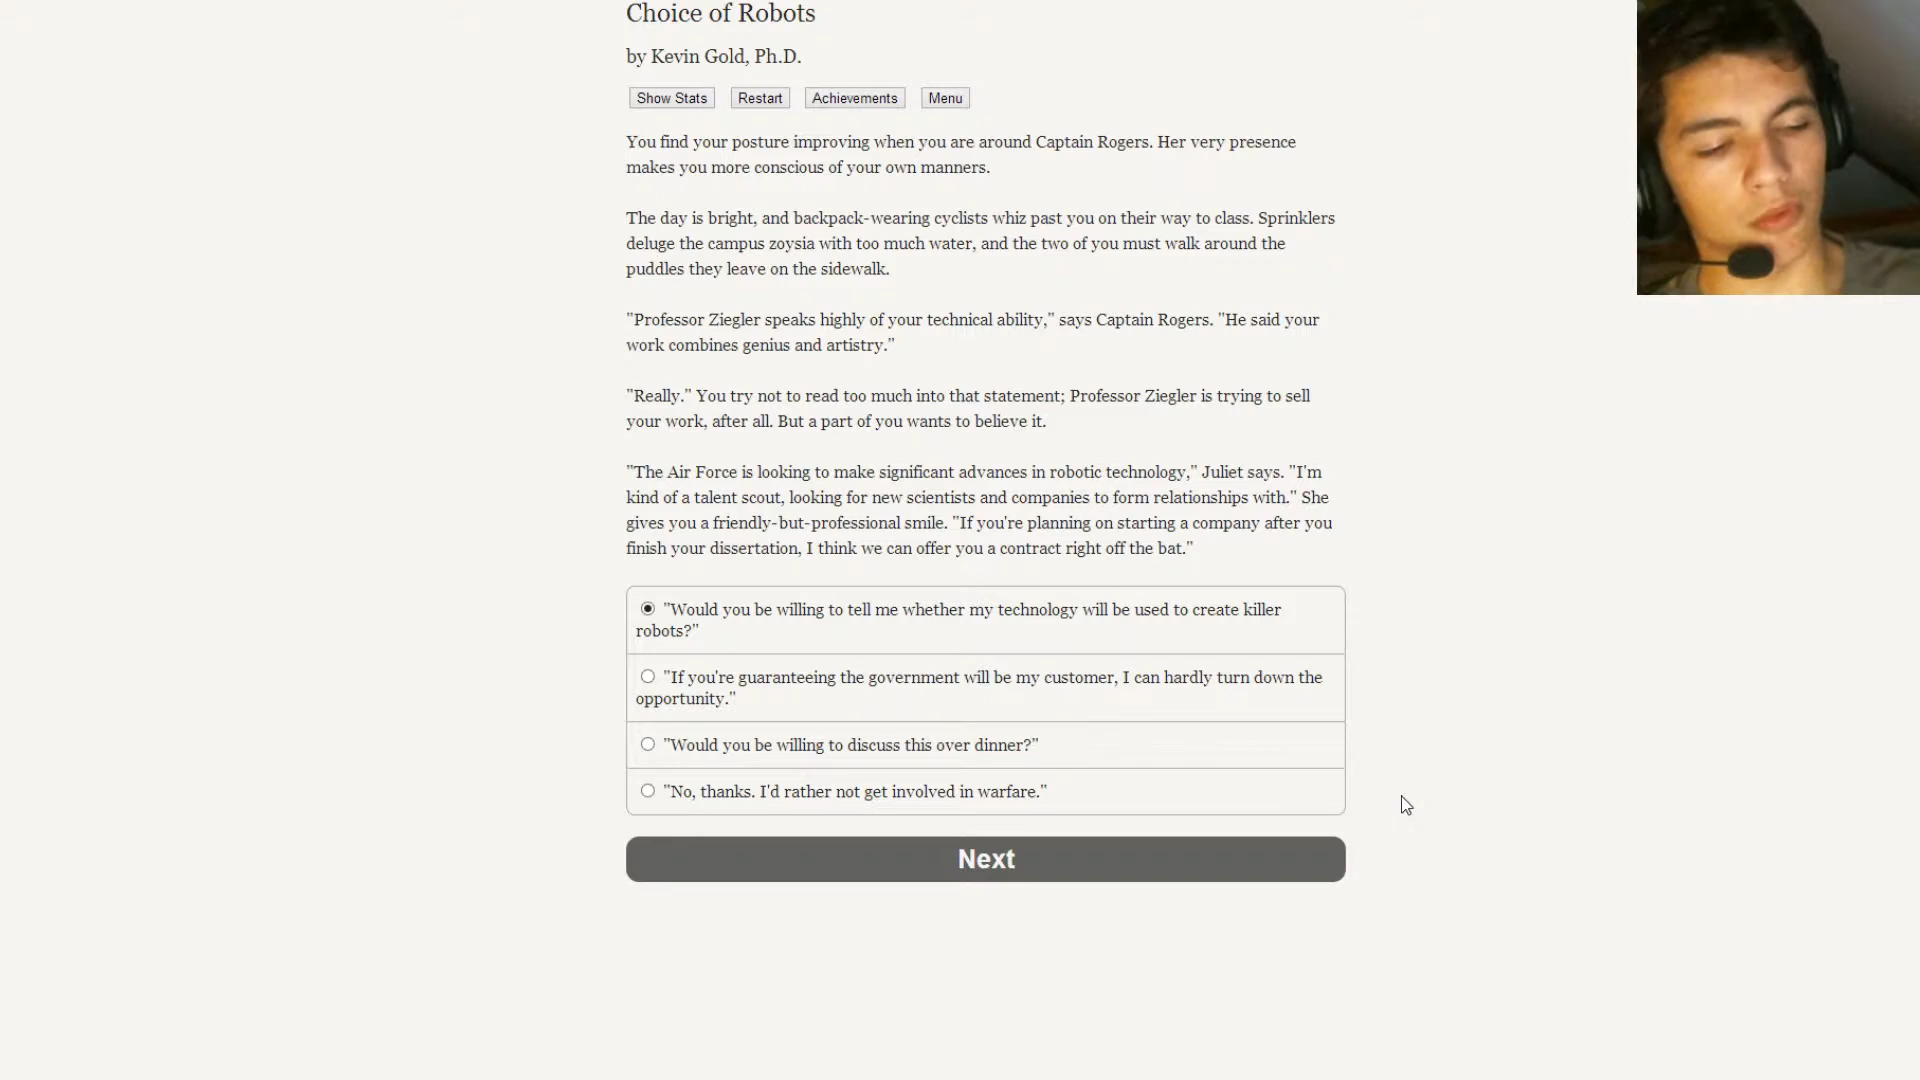 Choice of Robots
by Kevin Gold, Ph.D.
Show Stats Restart Achievements Menu
You find your posture improving when you are around Captain Rogers. Her very presence
makes you more conscious of your own manners.
The day is bright, and backpack-wearing cyclists whiz past you on their way to class. Sprinklers
deluge the campus zoysia with too much water, and the two of you must walk around the
puddles they leave on the sidewalk.
"Professor Ziegler speaks highly of your technical ability," says Captain Rogers. "He said your
work combines genius and artistry."
"Really." You try not to read too much into that statement; Professor Ziegler is trying to sell
your work, after all. But a part of you wants to believe it.
"The Air Force is looking to make significant advances in robotic technology," Juliet says. "I'm
kind of a talent scout, looking for new scientists and companies to form relationships with." She
gives you a friendly-but-professional smile. "If you're planning on starting a company after you
finish your dissertation, I think we can offer you a contract right off the bat."
"Would you be willing to tell me whether my technology will be used to create killer
robots?"
"If you're guaranteeing the government will be my customer, I can hardly turn down the
opportunity."
"Would you be willing to discuss this over dinner?"
"No, thanks. I'd rather not get involved in warfare."
Next